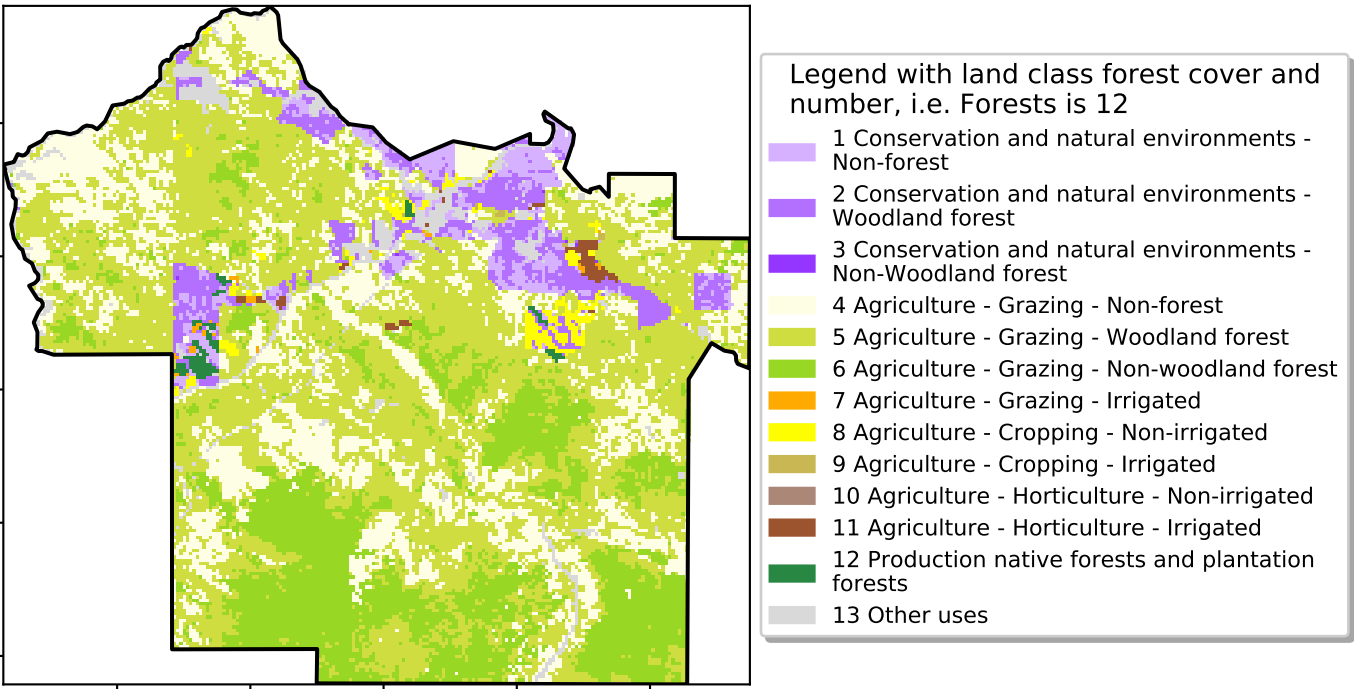 Legend with land class forest cover and
number, i.e. Forests is 12
1 Conservation and natural environments -
Non-forest
2 Conservation and natural environments -
Woodland forest
3 Conservation and natural environments -
Non-Woodland forest
4 Agriculture - Grazing - Non-forest
5 Agriculture - Grazing - Woodland forest
6 Agriculture - Grazing - Non-woodland forest
7 Agriculture - Grazing - Irrigated
8 Agriculture - Cropping - Non-irrigated
9 Agriculture - Cropping - Irrigated
10 Agriculture - Horticulture - Non-irrigated
11 Agriculture - Horticulture - Irrigated
12 Production native forests and plantation
forests
13 Other uses